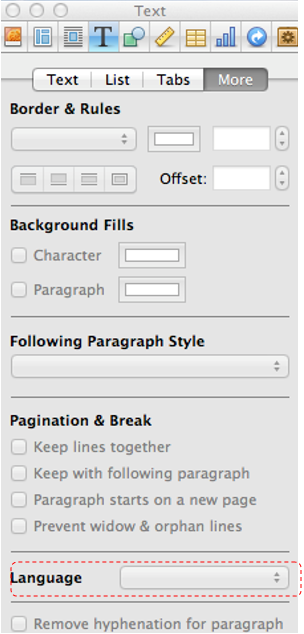 Text
T
Text List Tabs More
Border & Rules
Offset:
Background Fills
Character
Paragraph
Following Paragraph Style
Pagination & Break
Keep lines together
Keep with following paragraph
Paragraph starts on a new page
Prevent widow & orphan lines
Language
Remove hyphenation for paragraph